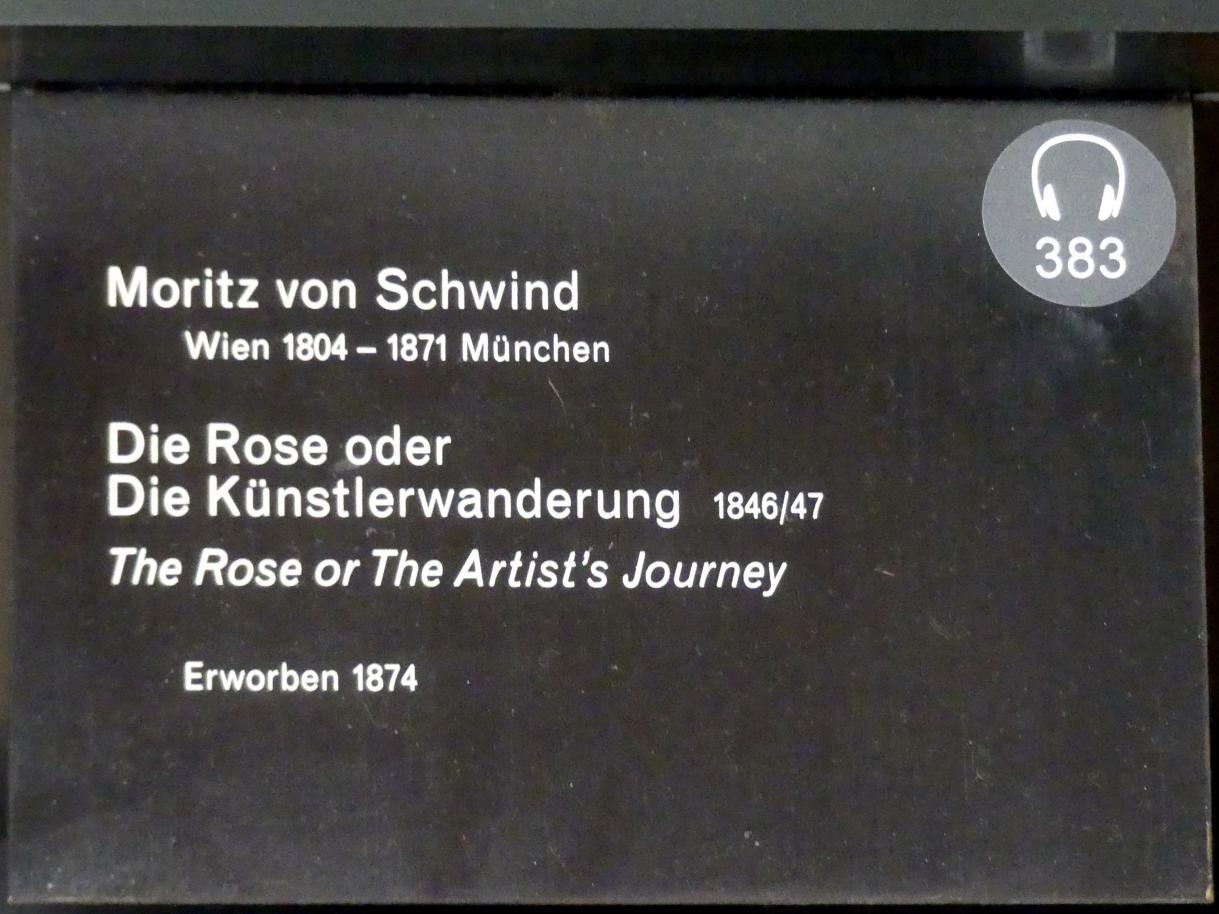 383
Moritz von Schwind
Wien 1804 – 1871 München
Die Rose oder
Die Künstlerwanderung 1846/47
The Rose or The Artist's Journey
Erworben 1874